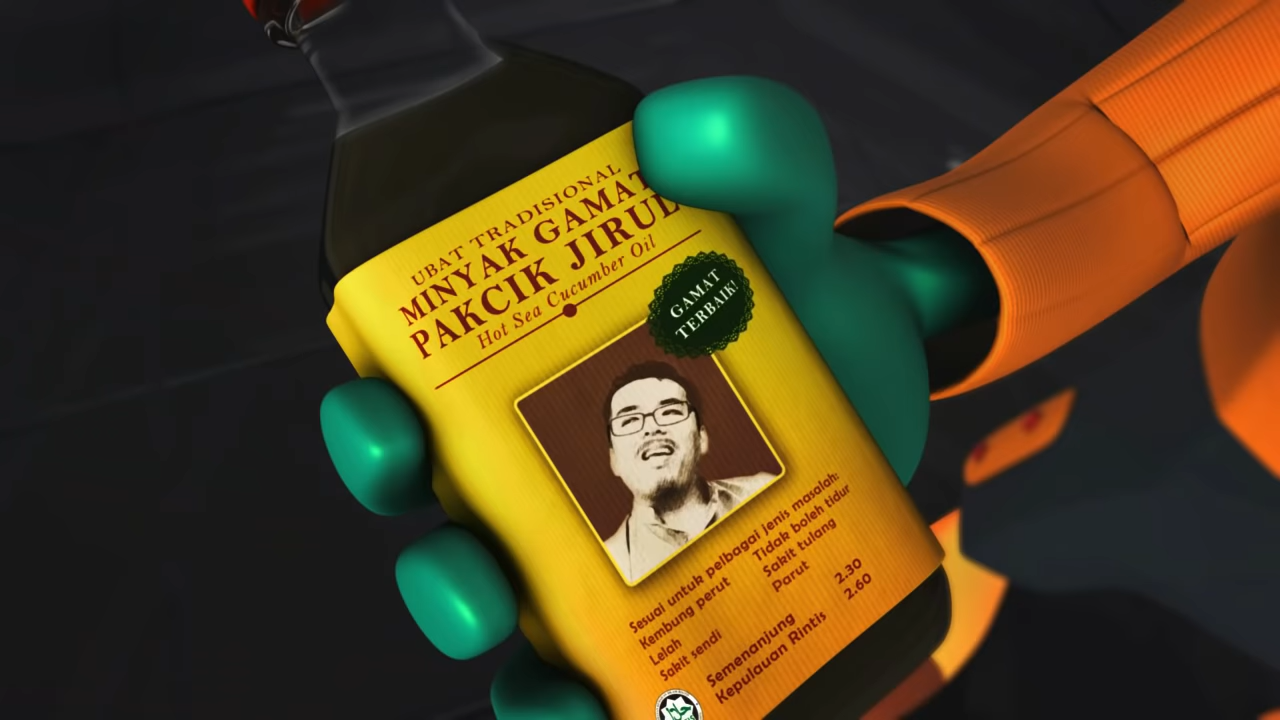 UBAT TRADISIONAL
MINYAK GAMAT
PAKCIK JIRUL
Hot Sea Cucumber Oil
GAMAT
TERBAIK!
Sesuai untuk pelbagai jenis masalah:
Kembung perut Tidak boleh tidur
Lelah Sakit tulang
Sakit sendi Parut
Semenanjung 2.30
Kepulauan Rintis 2.60